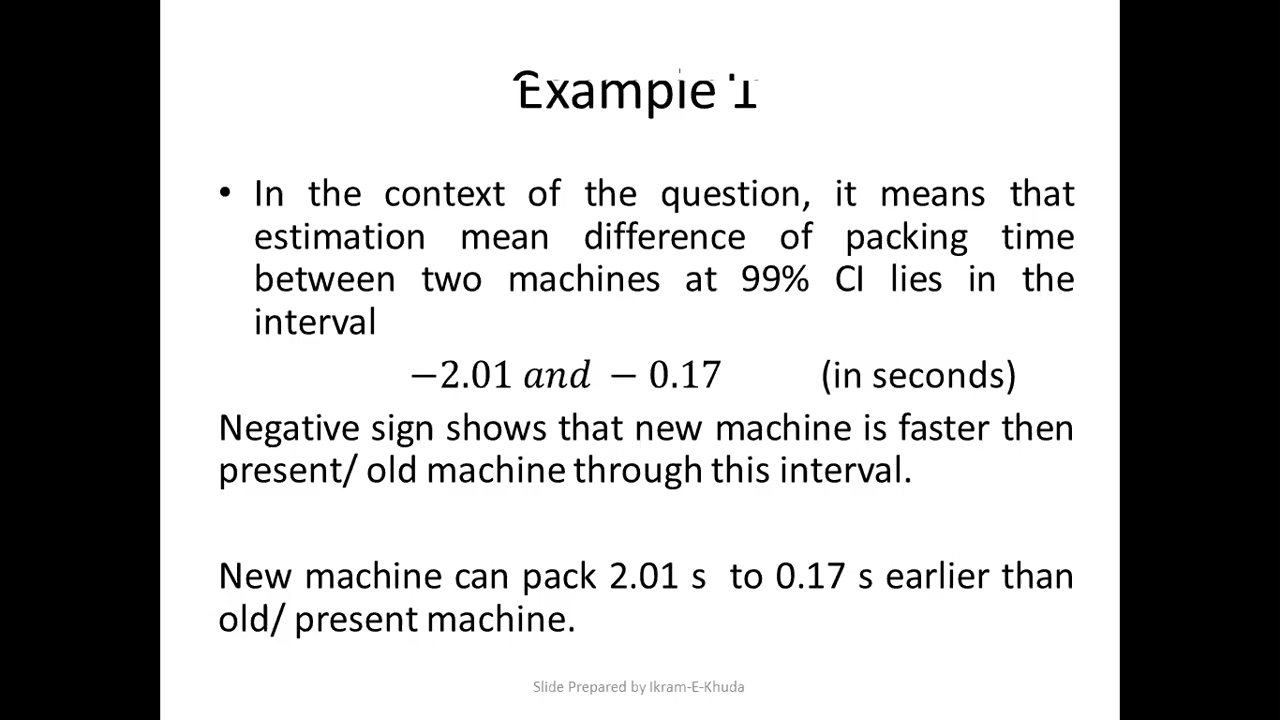 Example 1
• In the context of the question, it means that
estimation mean difference of packing time
between two machines at 99% CI lies in the
interval
−2.01 and − 0.17 (in seconds)
Negative sign shows that new machine is faster then
present/ old machine through this interval.
New machine can pack 2.01 s to 0.17 s earlier than
old/ present machine.
Slide Prepared by Ikram-E-Khuda